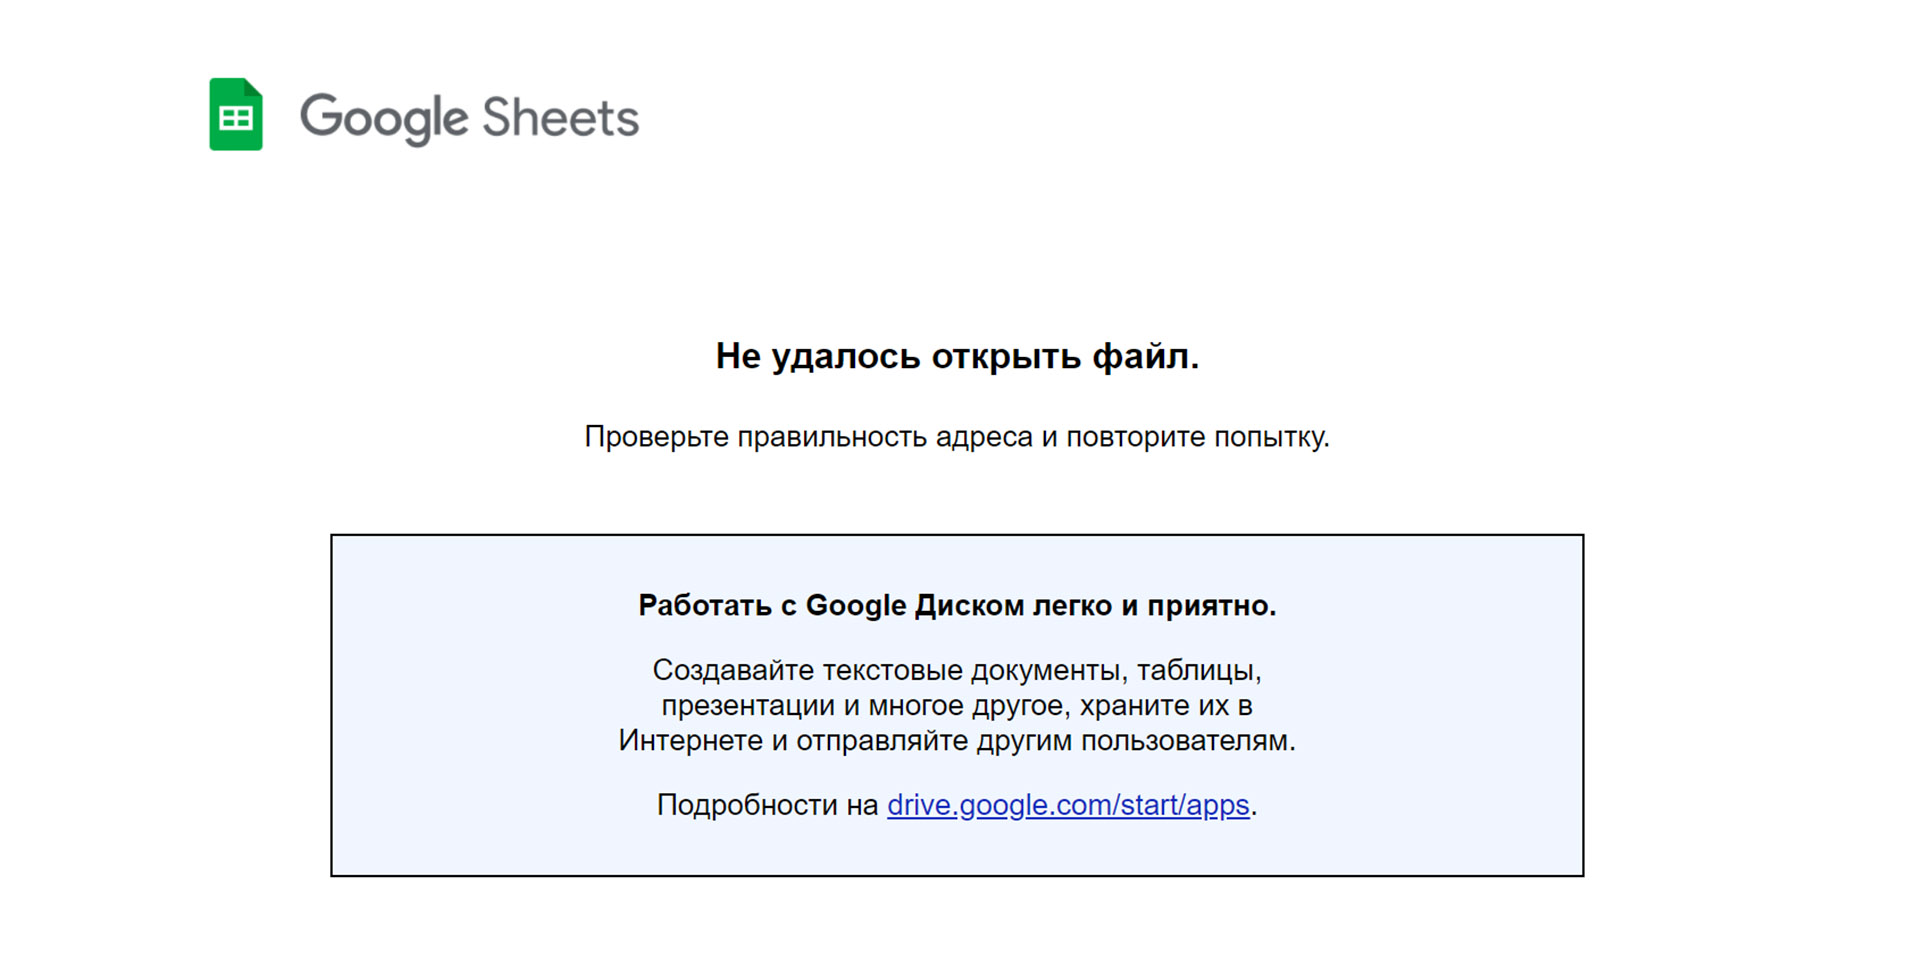 Google Sheets
Не удалось открыть файл.
Проверьте правильность адреса и повторите попытку.
Работать с Google Диском легко и приятно.
Создавайте текстовые документы, таблицы,
презентации и многое другое, храните их в
Интернете и отправляйте другим пользователям.
Подробности на drive.google.com/start/apps.